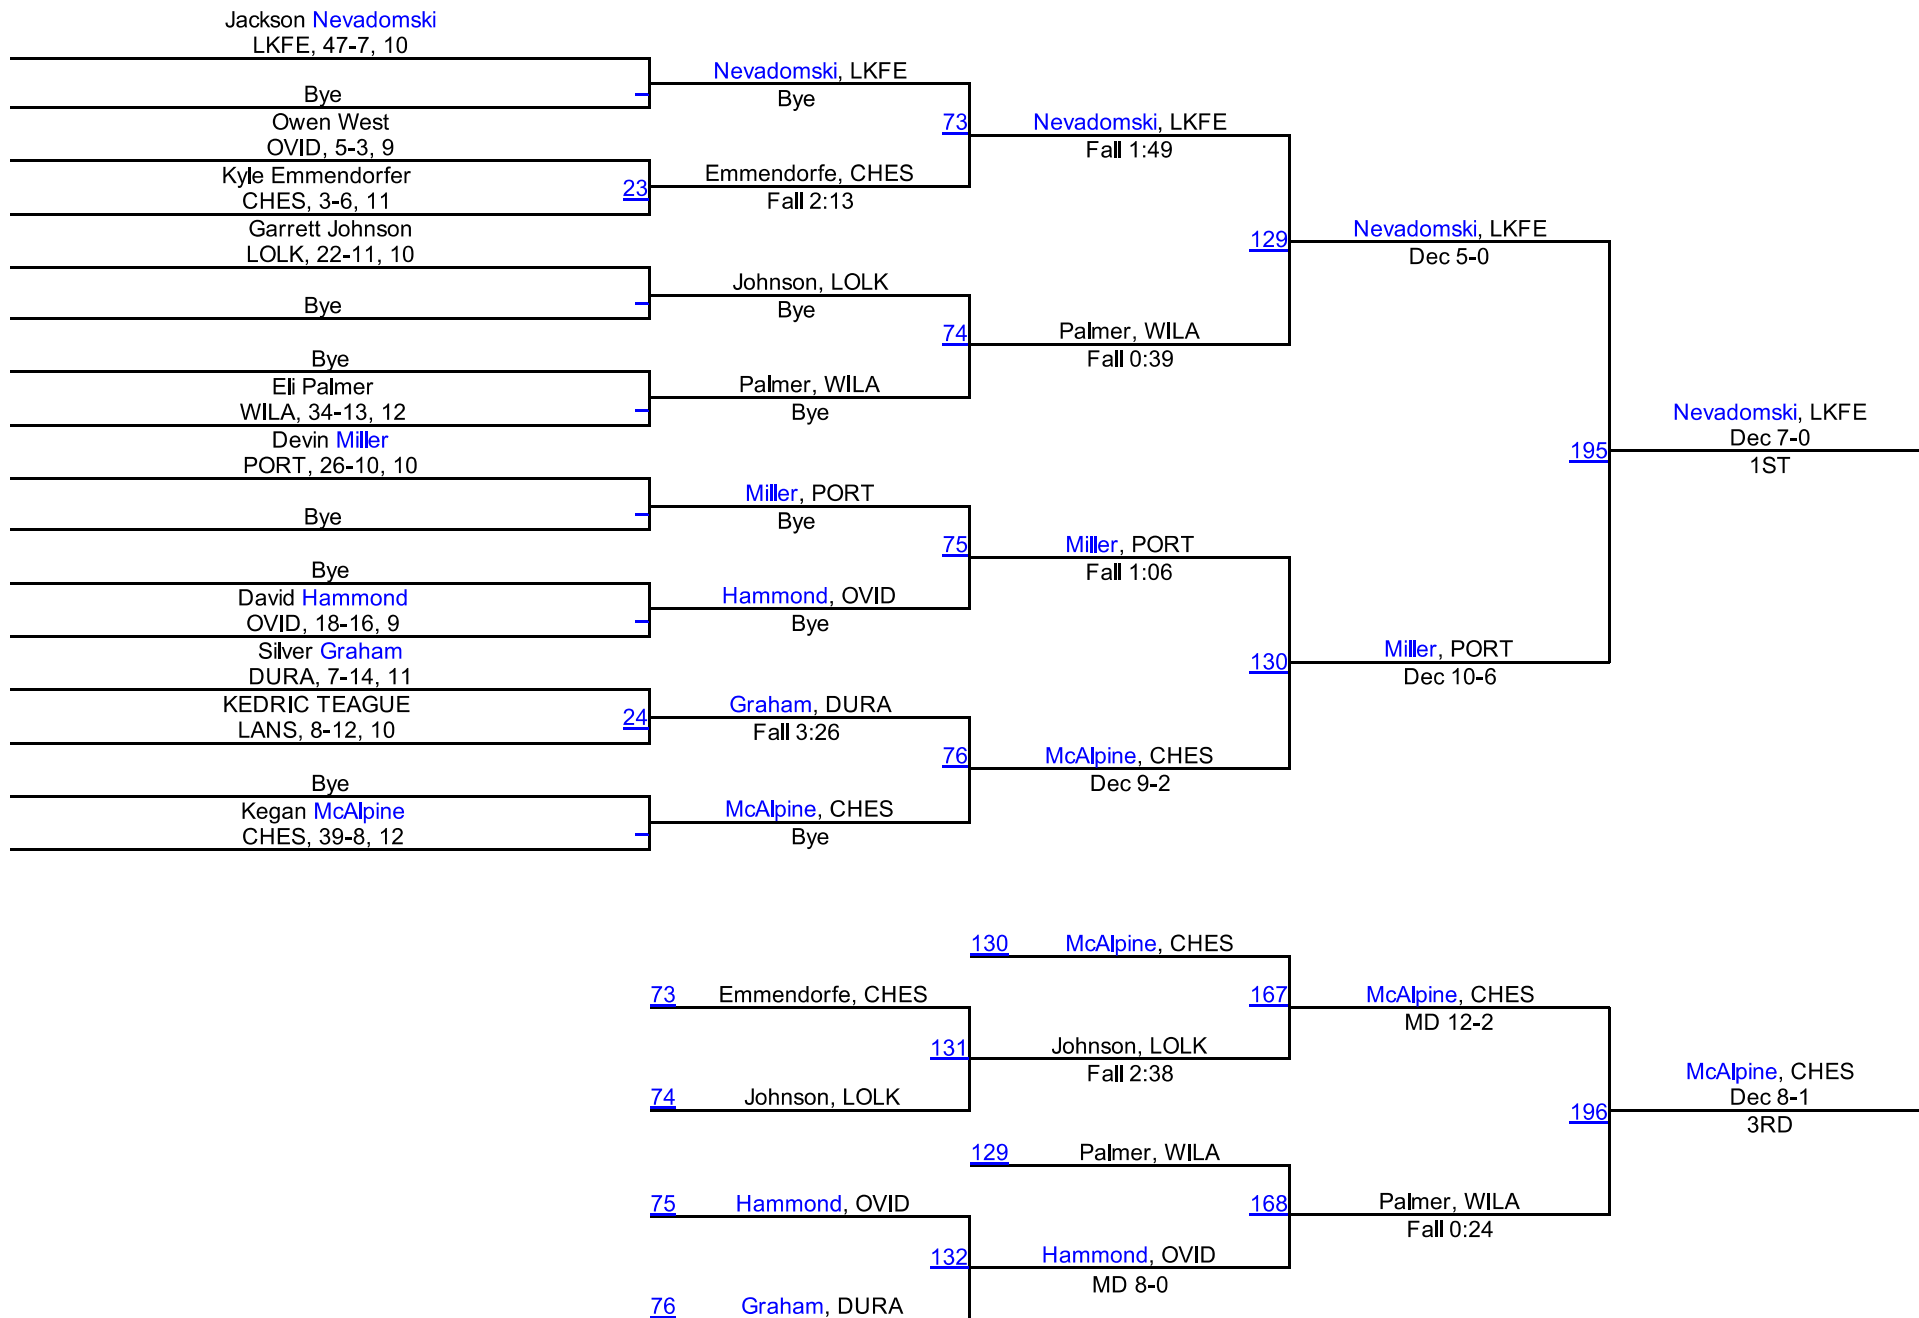 Jackson Nevadomski
LKFE, 47-7, 10
Bye
Owen West
OVID, 5-3, 9
Kyle Emmendorfer
CHES, 3-6, 11
23
Garrett Johnson
LOLK, 22-11, 10
Bye
Bye
Eli Palmer
WILA, 34-13, 12
Devin Miller
PORT, 26-10, 10
Bye
Bye
David Hammond
OVID, 18-16, 9
Silver Graham
DURA, 7-14, 11
KEDRIC TEAGUE
LANS, 8-12, 10
24
Bye
Kegan McAlpine
CHES, 39-8, 12
Nevadomski, LKFE
Bye
73
Emmendorfe, CHES
Fall 2:13
Johnson, LOLK
Bye
74
Palmer, WILA
Bye
Miller, PORT
Bye
75
Hammond, OVID
Bye
Graham, DURA
Fall 3:26
76
McAlpine, CHES
Bye
Nevadomski, LKFE
Fall 1:49
129
Palmer, WILA
Fall 0:39
Miller, PORT
Fall 1:06
130
McAlpine, CHES
Dec 9-2
Nevadomski, LKFE
Dec 5-0
195
Miller, PORT
Dec 10-6
Nevadomski, LKFE
Dec 7-0
1ST
73 Emmendorfe, CHES
131
74 Johnson, LOLK
75 Hammond, OVID
132
76 Graham, DURA
130 McAlpine, CHES
167
Johnson, LOLK
Fall 2:38
129 Palmer, WILA
168
Hammond, OVID
MD 8-0
McAlpine, CHES
MD 12-2
196
Palmer, WILA
Fall 0:24
McAlpine, CHES
Dec 8-1
3RD